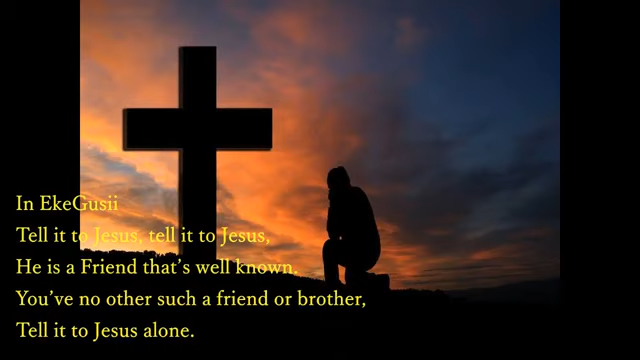 In EkeGusii
Tell it to Jesus, tell it to Jesus,
He is a Friend that’s well known.
You’ve no other such a friend or brother,
Tell it to Jesus alone.